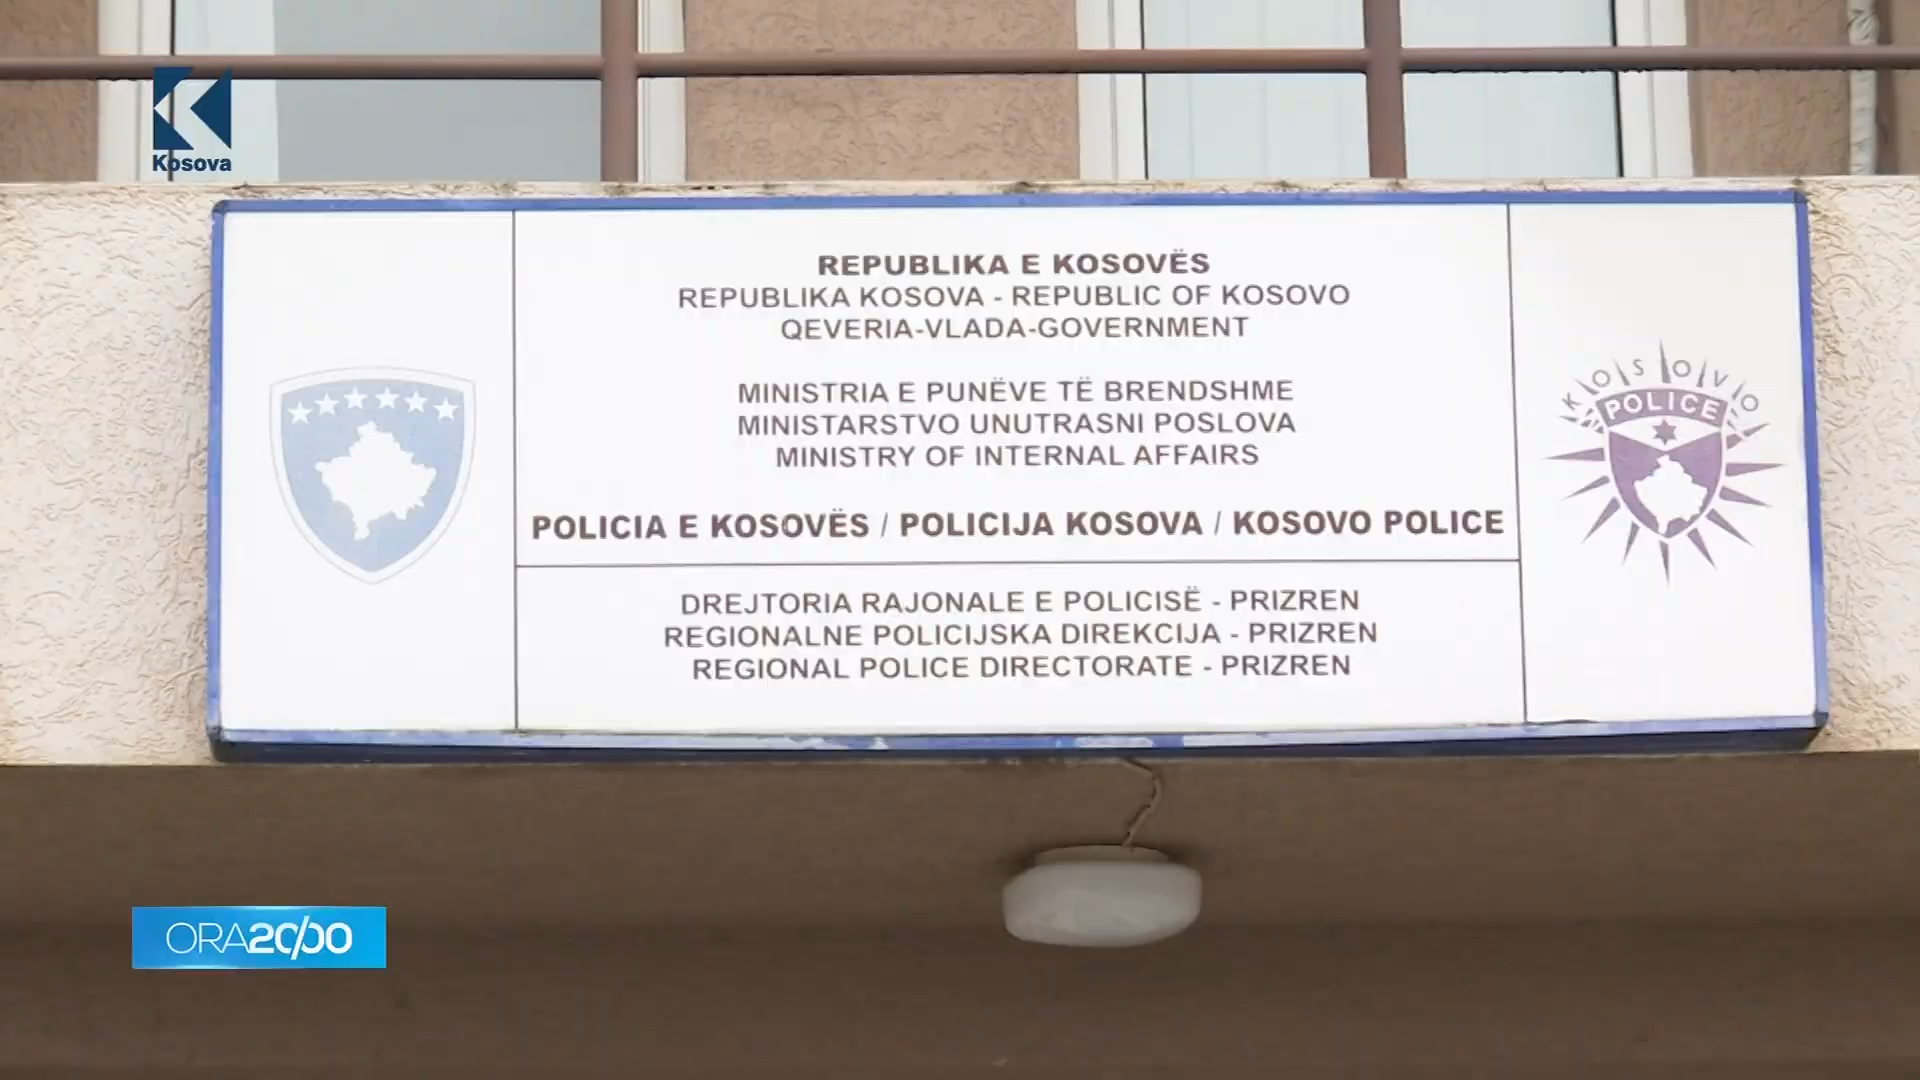 Kosova
REPUBLIKA E KOSOVËS
REPUBLIKA KOSOVA - REPUBLIC OF KOSOVO
QEVERIA-VLADA-GOVERNMENT
MINISTRIA E PUNËVE TË BRENDSHME
MINISTARSTVO UNUTRASNI POSLOVA
MINISTRY OF INTERNAL AFFAIRS
POLICIA E KOSOVËS / POLICIJA KOSOVA / KOSOVO POLICE
DREJTORIA RAJONALE E POLICISË - PRIZREN
REGIONALNE POLICIJSKA DIREKCIJA - PRIZREN
REGIONAL POLICE DIRECTORATE - PRIZREN
KOSOVO
POLICE
ORA20/00